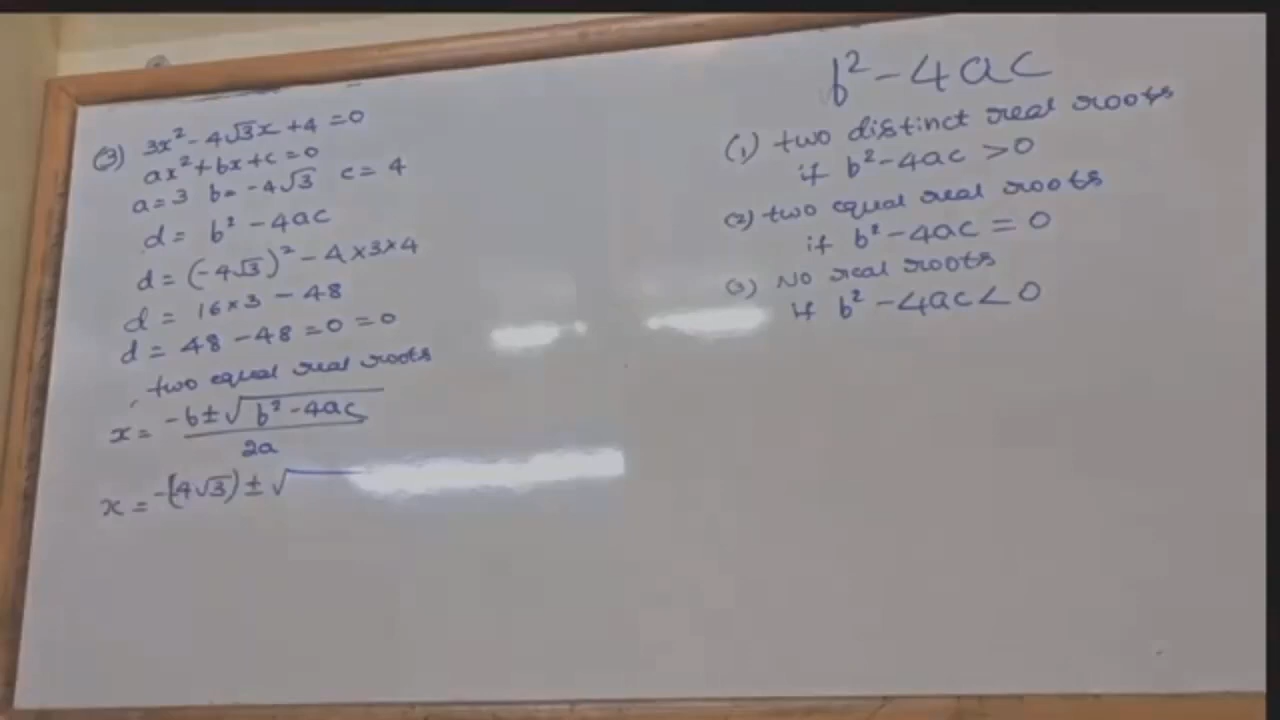 (3) 3x² - 4√3x + 4 = 0
ax² + bx + c = 0
a = 3 b = -4√3 c = 4
d = b² - 4ac
d = (-4√3)² - 4×3×4
d = 16×3 - 48
d = 48 - 48 = 0 = 0
two equal real roots
x = -b ± √b² - 4ac / 2a
x = -(4√3) ± √
b² - 4ac
(1) two distinct real roots
if b² - 4ac > 0
(2) two equal real roots
if b² - 4ac = 0
(3) No real roots
if b² - 4ac < 0